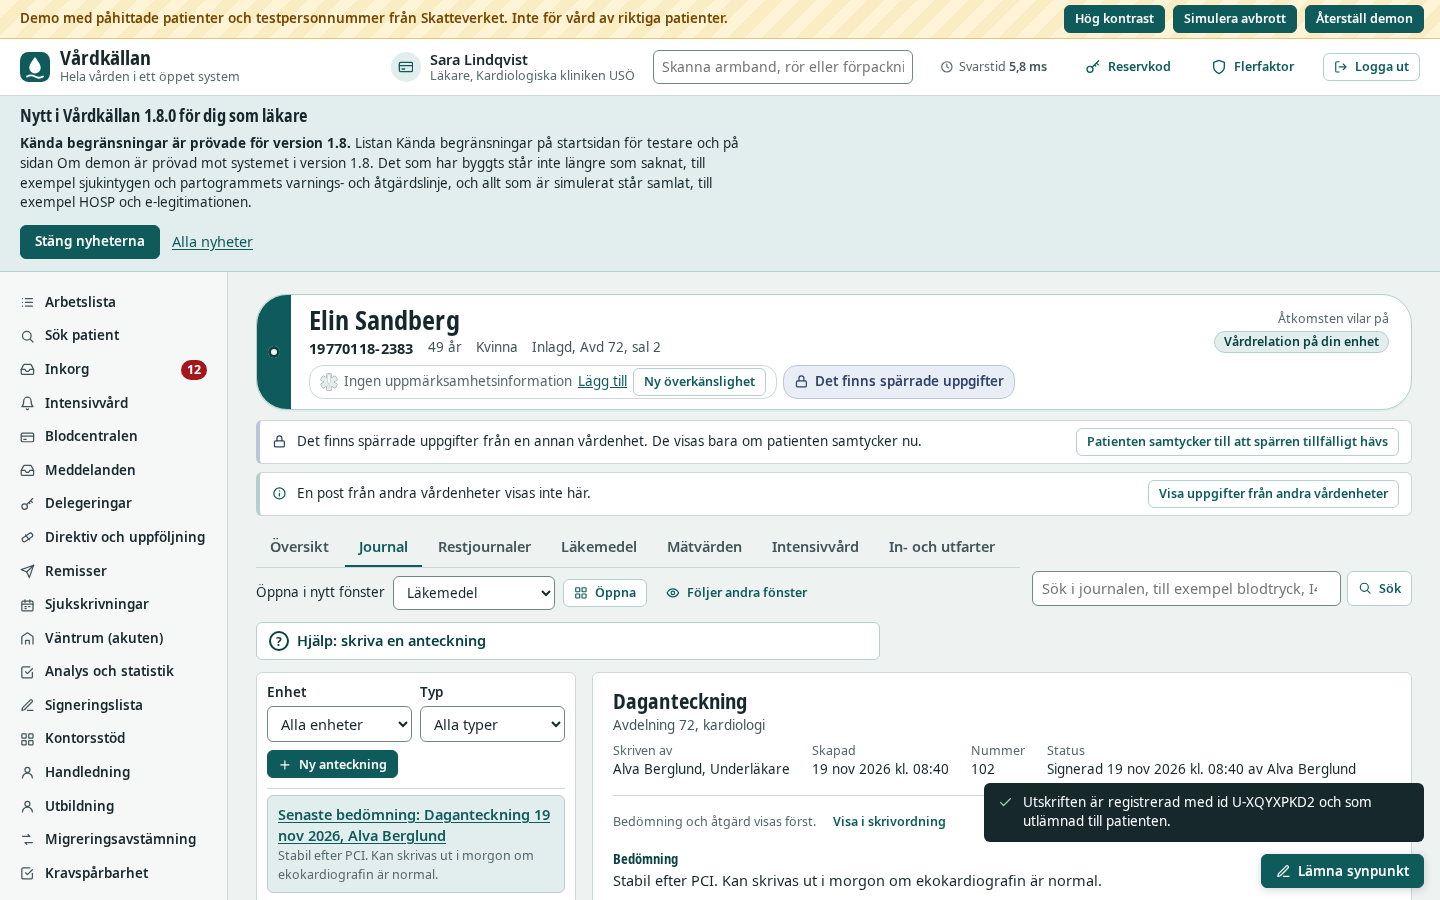 Demo med påhittade patienter och testpersonnummer från Skatteverket. Inte för vård av riktiga patienter.
Hög kontrast
Simulera avbrott
Återställ demon
Vårdkällan
Hela vården i ett öppet system
Sara Lindqvist
Läkare, Kardiologiska kliniken USÖ
Skanna armband, rör eller förpackni
Svarstid 5,8 ms
Reservkod
Flerfaktor
Logga ut
Nytt i Vårdkällan 1.8.0 för dig som läkare
Kända begränsningar är prövade för version 1.8. Listan Kända begränsningar på startsidan för testare och på
sidan Om demon är prövad mot systemet i version 1.8. Det som har byggts står inte längre som saknat, till
exempel sjukintygen och partogrammets varnings- och åtgärdslinje, och allt som är simulerat står samlat, till
exempel HOSP och e-legitimationen.
Stäng nyheterna
Alla nyheter
Arbetslista
Sök patient
Inkorg
12
Intensivvård
Blodcentralen
Meddelanden
Delegeringar
Direktiv och uppföljning
Remisser
Sjukskrivningar
Väntrum (akuten)
Analys och statistik
Signeringslista
Kontorsstöd
Handledning
Utbildning
Migreringsavstämning
Kravspårbarhet
Elin Sandberg
19770118-2383
49 år
Kvinna
Inlagd, Avd 72, sal 2
Åtkomsten vilar på
Vårdrelation på din enhet
Ingen uppmärksamhetsinformation
Lägg till
Ny överkänslighet
Det finns spärrade uppgifter
Det finns spärrade uppgifter från en annan vårdenhet. De visas bara om patienten samtycker nu.
Patienten samtycker till att spärren tillfälligt hävs
En post från andra vårdenheter visas inte här.
Visa uppgifter från andra vårdenheter
Översikt
Journal
Restjournaler
Läkemedel
Mätvärden
Intensivvård
In- och utfarter
Öppna i nytt fönster
Läkemedel
Öppna
Följer andra fönster
Sök i journalen, till exempel blodtryck, I4
Sök
? Hjälp: skriva en anteckning
Enhet
Typ
Alla enheter
Alla typer
Ny anteckning
Senaste bedömning: Daganteckning 19
nov 2026, Alva Berglund
Stabil efter PCI. Kan skrivas ut i morgon om
ekokardiografin är normal.
Daganteckning
Avdelning 72, kardiologi
Skriven av
Alva Berglund, Underläkare
Skapad
19 nov 2026 kl. 08:40
Nummer
102
Status
Signerad 19 nov 2026 kl. 08:40 av Alva Berglund
Bedömning och åtgärd visas först.
Visa i skrivordning
Bedömning
Stabil efter PCI. Kan skrivas ut i morgon om ekokardiografin är normal.
Utskriften är registrerad med id U-XQYXPKD2 och som
utlämnad till patienten.
Lämna synpunkt